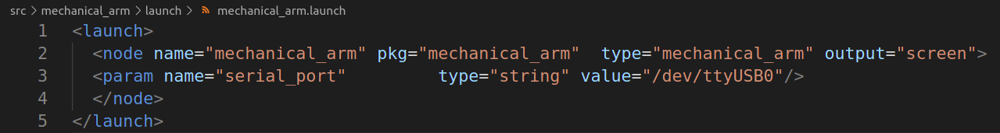 src > mechanical_arm > launch > mechanical_arm.launch
1 <launch>
2   <node name="mechanical_arm" pkg="mechanical_arm"  type="mechanical_arm" output="screen">
3   <param name="serial_port"         type="string" value="/dev/ttyUSB0"/>
4   </node>
5 </launch>